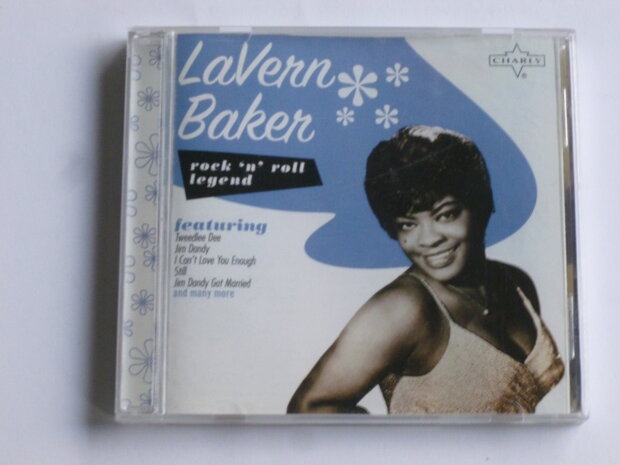 LaVern
Baker
CHARLY
®
rock 'n' roll
legend
featuring
Tweedlee Dee
Jim Dandy
I Can't Love You Enough
Still
Jim Dandy Got Married
and many more